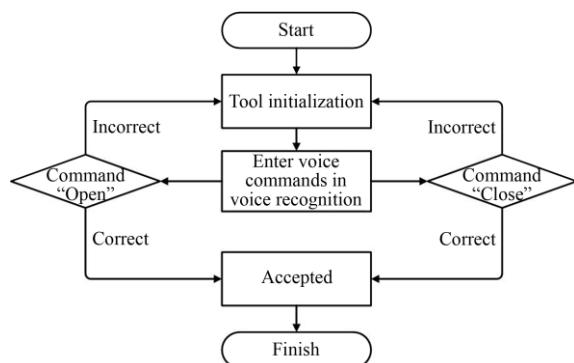 Start
Tool initialization
Incorrect
Incorrect
Command
“Open”
Enter voice
commands in
voice recognition
Command
“Close”
Correct
Correct
Accepted
Finish